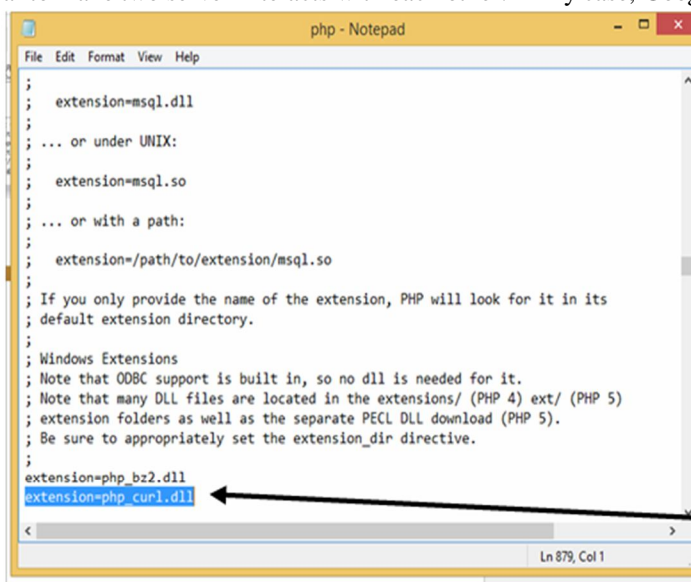 php - Notepad
File Edit Format View Help
;
; extension=msql.dll
;
; ... or under UNIX:
;
; extension=msql.so
;
; ... or with a path:
;
; extension=/path/to/extension/msql.so
;
; If you only provide the name of the extension, PHP will look for it in its
; default extension directory.
;
; Windows Extensions
; Note that ODBC support is built in, so no dll is needed for it.
; Note that many DLL files are located in the extensions/ (PHP 4) ext/ (PHP 5)
; extension folders as well as the separate PECL DLL download (PHP 5).
; Be sure to appropriately set the extension_dir directive.
;
extension=php_bz2.dll
extension=php_curl.dll
Ln 879, Col 1